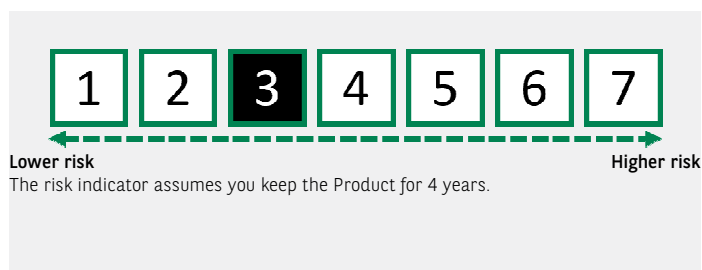 1 2 3 4 5 6 7
Lower risk Higher risk
The risk indicator assumes you keep the Product for 4 years.